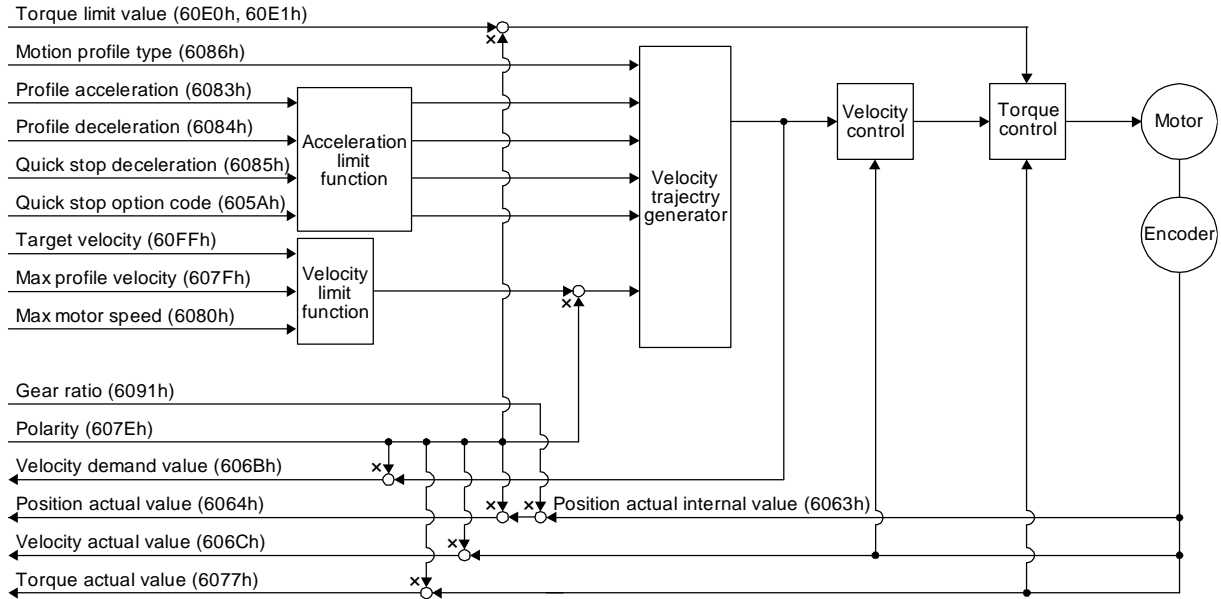 Torque limit value (60E0h, 60E1h)
×
Motion profile type (6086h)
Profile acceleration (6083h)
Profile deceleration (6084h)
Quick stop deceleration (6085h)
Quick stop option code (605Ah)
Acceleration
limit
function
Target velocity (60FFh)
Max profile velocity (607Fh)
Max motor speed (6080h)
Velocity
limit
function
×
Velocity
trajectry
generator
Velocity
control
Torque
control
Motor
Encoder
Gear ratio (6091h)
Polarity (607Eh)
Velocity demand value (606Bh)
×
Position actual value (6064h)
×
×
Position actual internal value (6063h)
Velocity actual value (606Ch)
×
Torque actual value (6077h)
×